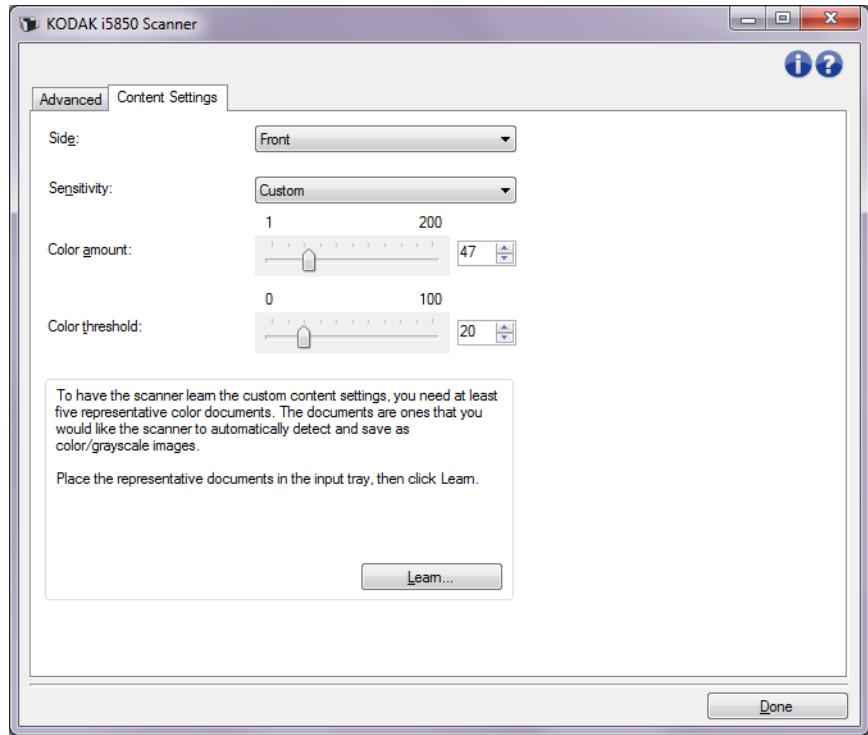 KODAK i5850 Scanner
Advanced
Content Settings
Side:
Front
Sensitivity:
Custom
1 200
Color amount:
47
0 100
Color threshold:
20
To have the scanner learn the custom content settings, you need at least
five representative color documents. The documents are ones that you
would like the scanner to automatically detect and save as
color/grayscale images.
Place the representative documents in the input tray, then click Learn.
Learn...
Done